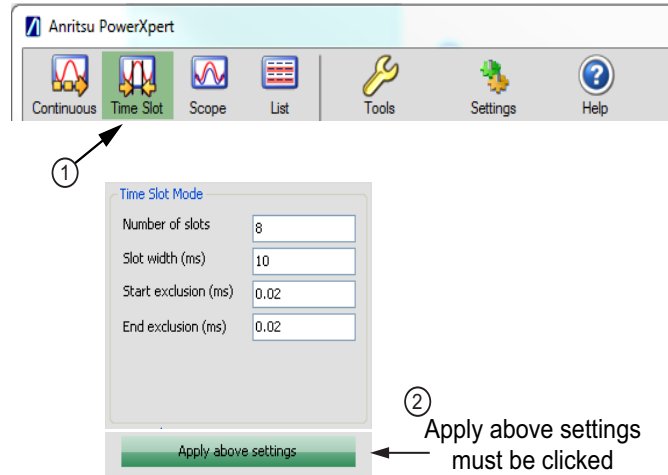 Anritsu PowerXpert
Continuous Time Slot Scope List Tools Settings Help
1
Time Slot Mode
Number of slots 8
Slot width (ms) 10
Start exclusion (ms) 0.02
End exclusion (ms) 0.02
2
Apply above settings
Apply above settings
must be clicked